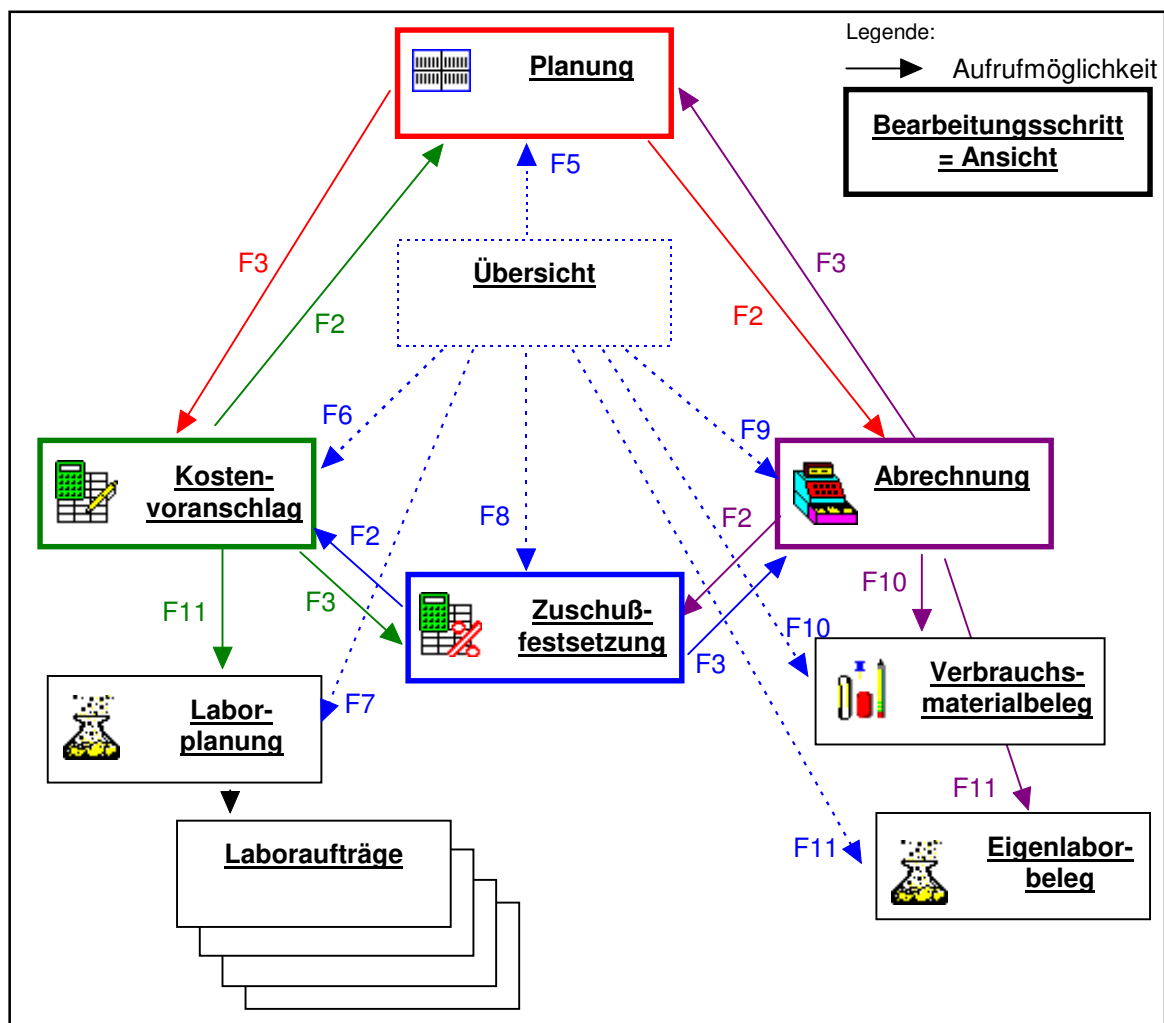 Legende:
Aufrufmöglichkeit
Bearbeitungsschritt
= Ansicht
Planung
F5
F3
F2
Übersicht
F3
F2
F6
F9
Kosten-
voranschlag
Abrechnung
F8
F2
F2
F11
F3
Zuschuß-
festsetzung
F10
F10
F3
F7
Labor-
planung
Verbrauchs-
materialbeleg
F11
Laboraufträge
F11
Eigenlabor-
beleg